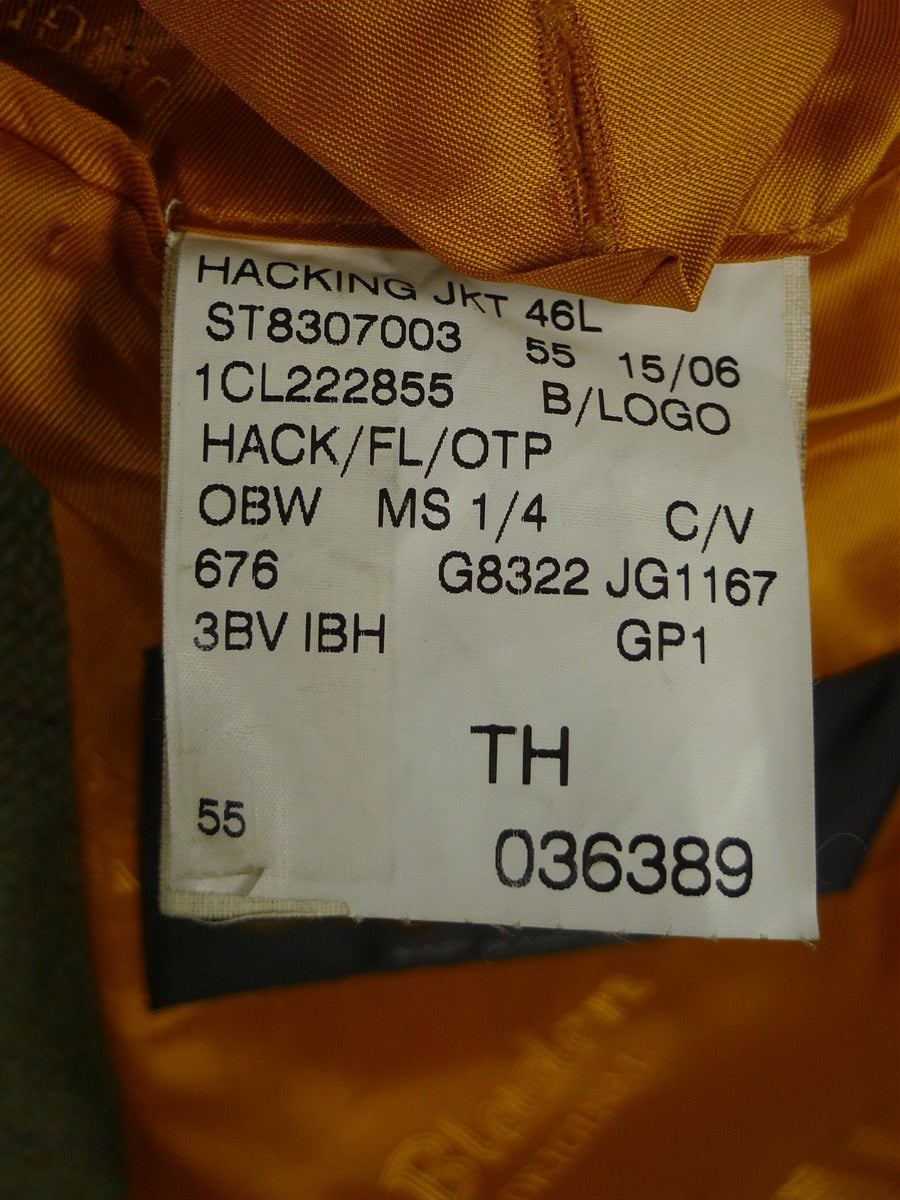 HACKING JKT 46L
ST8307003 55 15/06
1CL222855 B/LOGO
HACK/FL/OTP
OBW MS 1/4 C/V
676 G8322 JG1167
3BV IBH GP1
TH
55
036389
Bladen